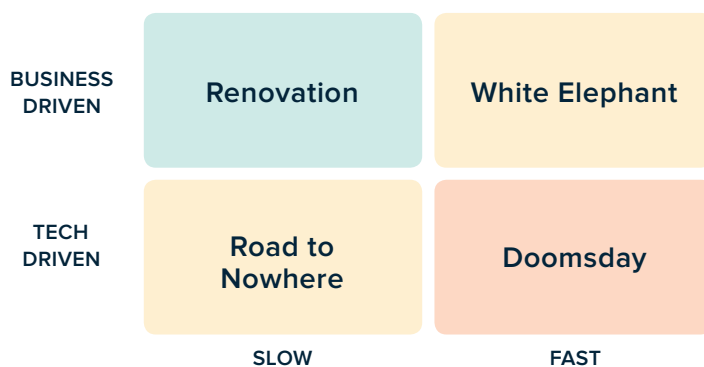 BUSINESS
DRIVEN
Renovation
White Elephant
TECH
DRIVEN
Road to
Nowhere
Doomsday
SLOW
FAST